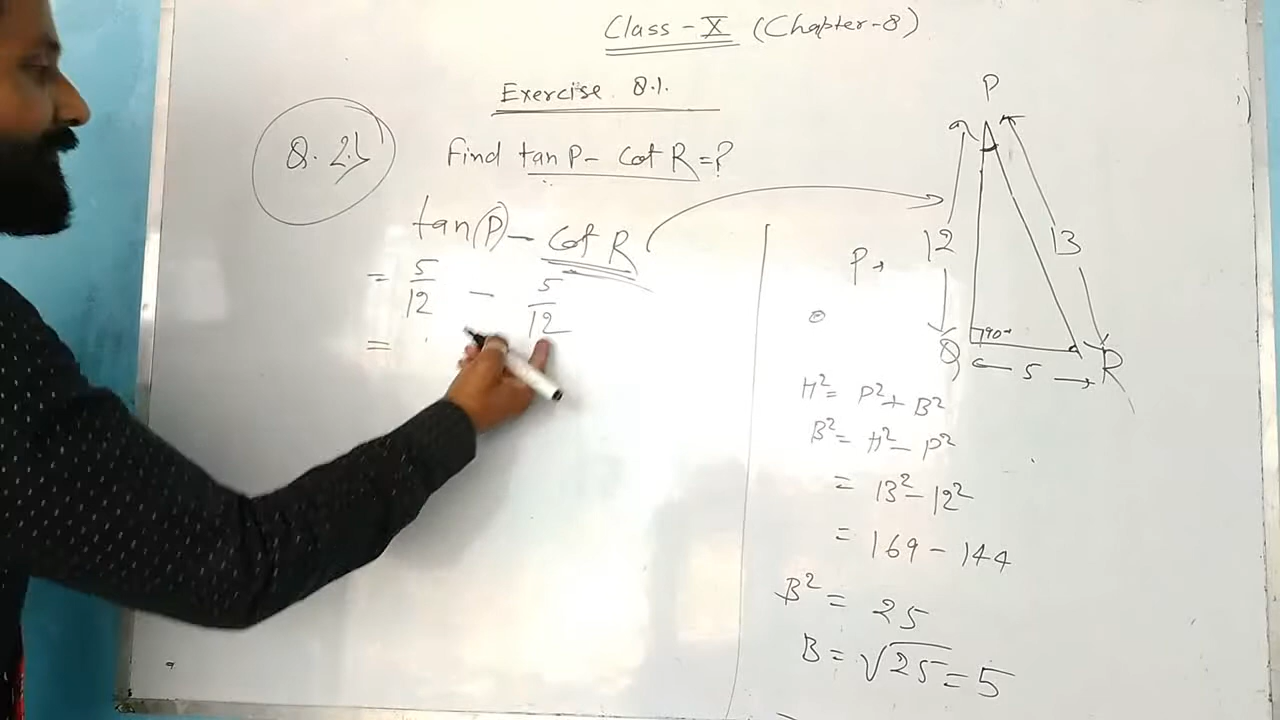 Class - X (Chapter-8)
Exercise 8.1.
Q. 2.)
Find tan P - Cot R = ?
tan P - Cot R
= 5/12 - 5/12
=
P
12
13
P →
90°
Q
5
R
H² = P² + B²
B² = H² - P²
= 13² - 12²
= 169 - 144
B² = 25
B = √25 = 5